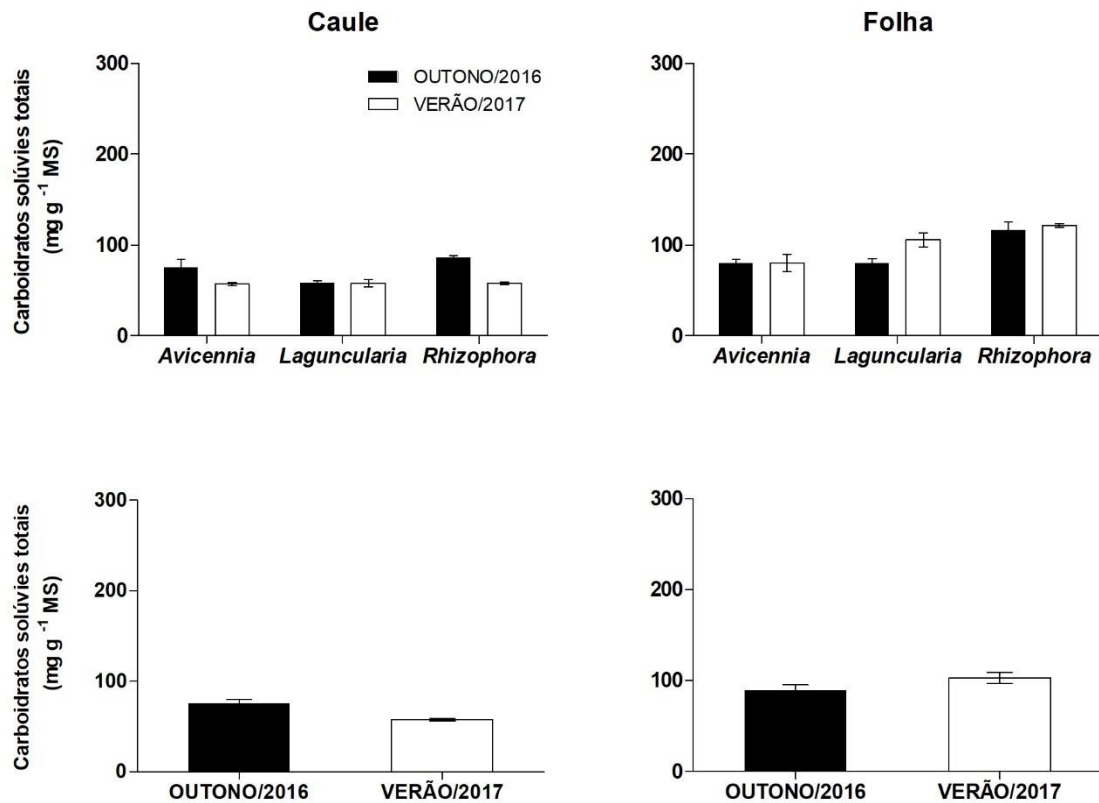 Caule
Carboidratos solúvies totais
(mg g -1 MS)
300
200
100
0
OUTONO/2016
VERÃO/2017
Avicennia
Laguncularia
Rhizophora
Folha
300
200
100
0
Avicennia
Laguncularia
Rhizophora
Carboidratos solúvies totais
(mg g -1 MS)
300
200
100
0
OUTONO/2016
VERÃO/2017
300
200
100
0
OUTONO/2016
VERÃO/2017